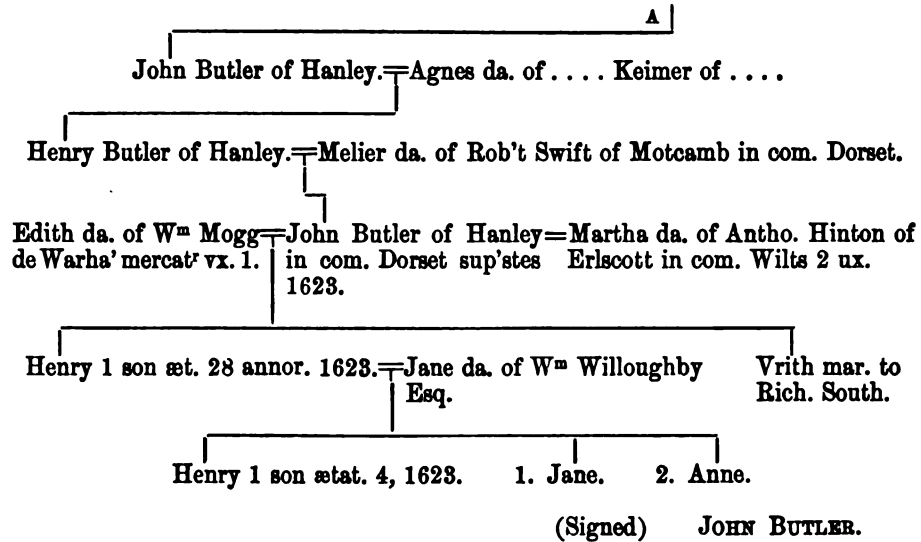 A
John Butler of Hanley.=Agnes da. of . . . . Keimer of . . . .
Henry Butler of Hanley.=Melier da. of Rob't Swift of Motcamb in com. Dorset.
Edith da. of Wᵐ Mogg=John Butler of Hanley=Martha da. of Antho. Hinton of
de Warha' mercatʳ vx. 1. in com. Dorset sup'stes Erlscott in com. Wilts 2 ux.
1623.
Henry 1 son æt. 28 annor. 1623.=Jane da. of Wᵐ Willoughby Vrith mar. to
Esq. Rich. South.
Henry 1 son ætat. 4, 1623. 1. Jane. 2. Anne.
(Signed) JOHN BUTLER.